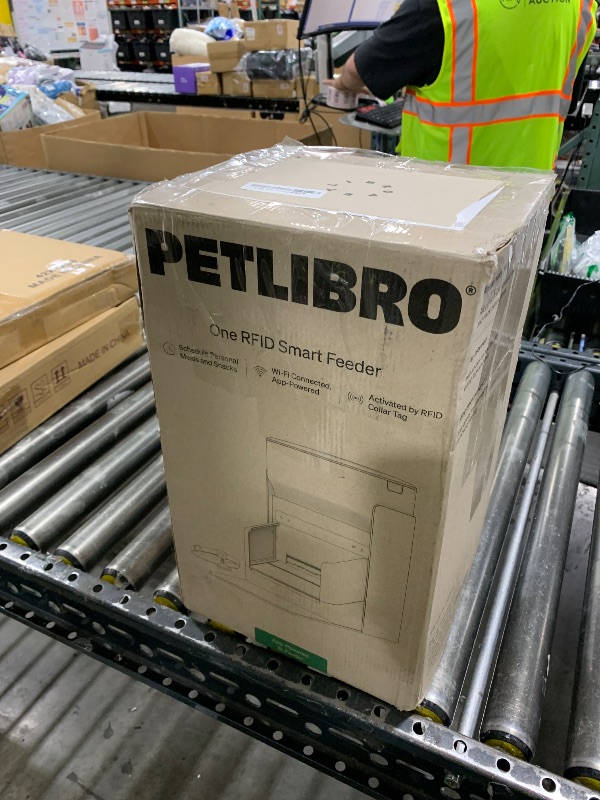 AUCTION
PETLIBRO®
One RFID Smart Feeder
Schedule Personal
Meals and Snacks
Wi-Fi Connected,
App-Powered
Activated by RFID
Collar Tag
MADE IN CHINA